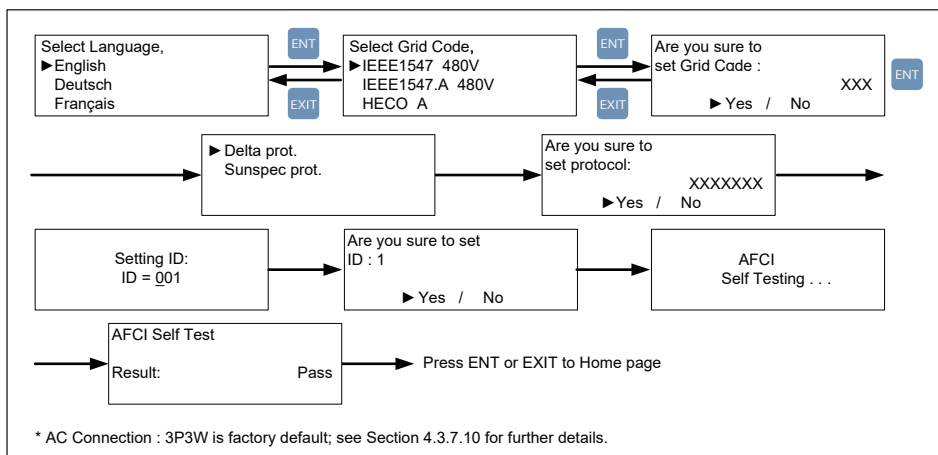 Select Language,
►English
Deutsch
Français
ENT
EXIT
Select Grid Code,
►IEEE1547 480V
IEEE1547.A 480V
HECO A
ENT
EXIT
Are you sure to
set Grid Code :
XXX
►Yes / No
ENT
► Delta prot.
Sunspec prot.
Are you sure to
set protocol:
XXXXXXX
►Yes / No
Setting ID:
ID = 001
Are you sure to set
ID : 1
►Yes / No
AFCI
Self Testing . . .
AFCI Self Test
Result: Pass
Press ENT or EXIT to Home page
* AC Connection : 3P3W is factory default; see Section 4.3.7.10 for further details.